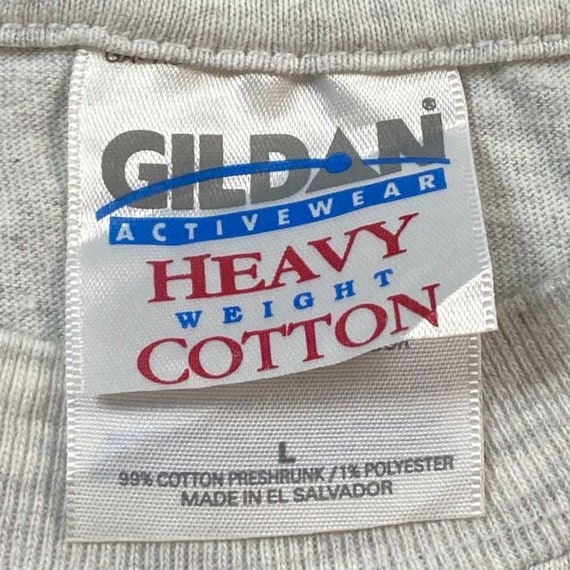 GILDAN®
ACTIVEWEAR
HEAVY
WEIGHT
COTTON
L
99% COTTON PRESHRUNK/1% POLYESTER
MADE IN EL SALVADOR